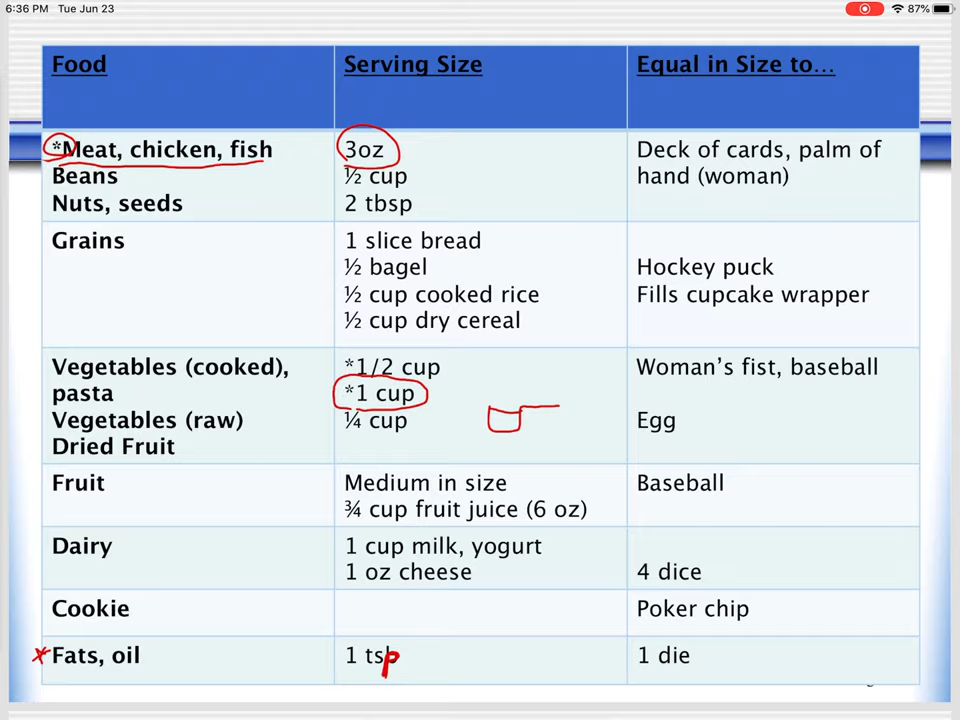 6:36 PM Tue Jun 23 87%
Food Serving Size Equal in Size to…
*Meat, chicken, fish 3oz Deck of cards, palm of
Beans ½ cup hand (woman)
Nuts, seeds 2 tbsp
Grains 1 slice bread
½ bagel Hockey puck
½ cup cooked rice Fills cupcake wrapper
½ cup dry cereal
Vegetables (cooked), *1/2 cup Woman’s fist, baseball
pasta *1 cup
Vegetables (raw) ¼ cup Egg
Dried Fruit
Fruit Medium in size Baseball
¾ cup fruit juice (6 oz)
Dairy 1 cup milk, yogurt
1 oz cheese 4 dice
Cookie Poker chip
Fats, oil 1 tsp 1 die